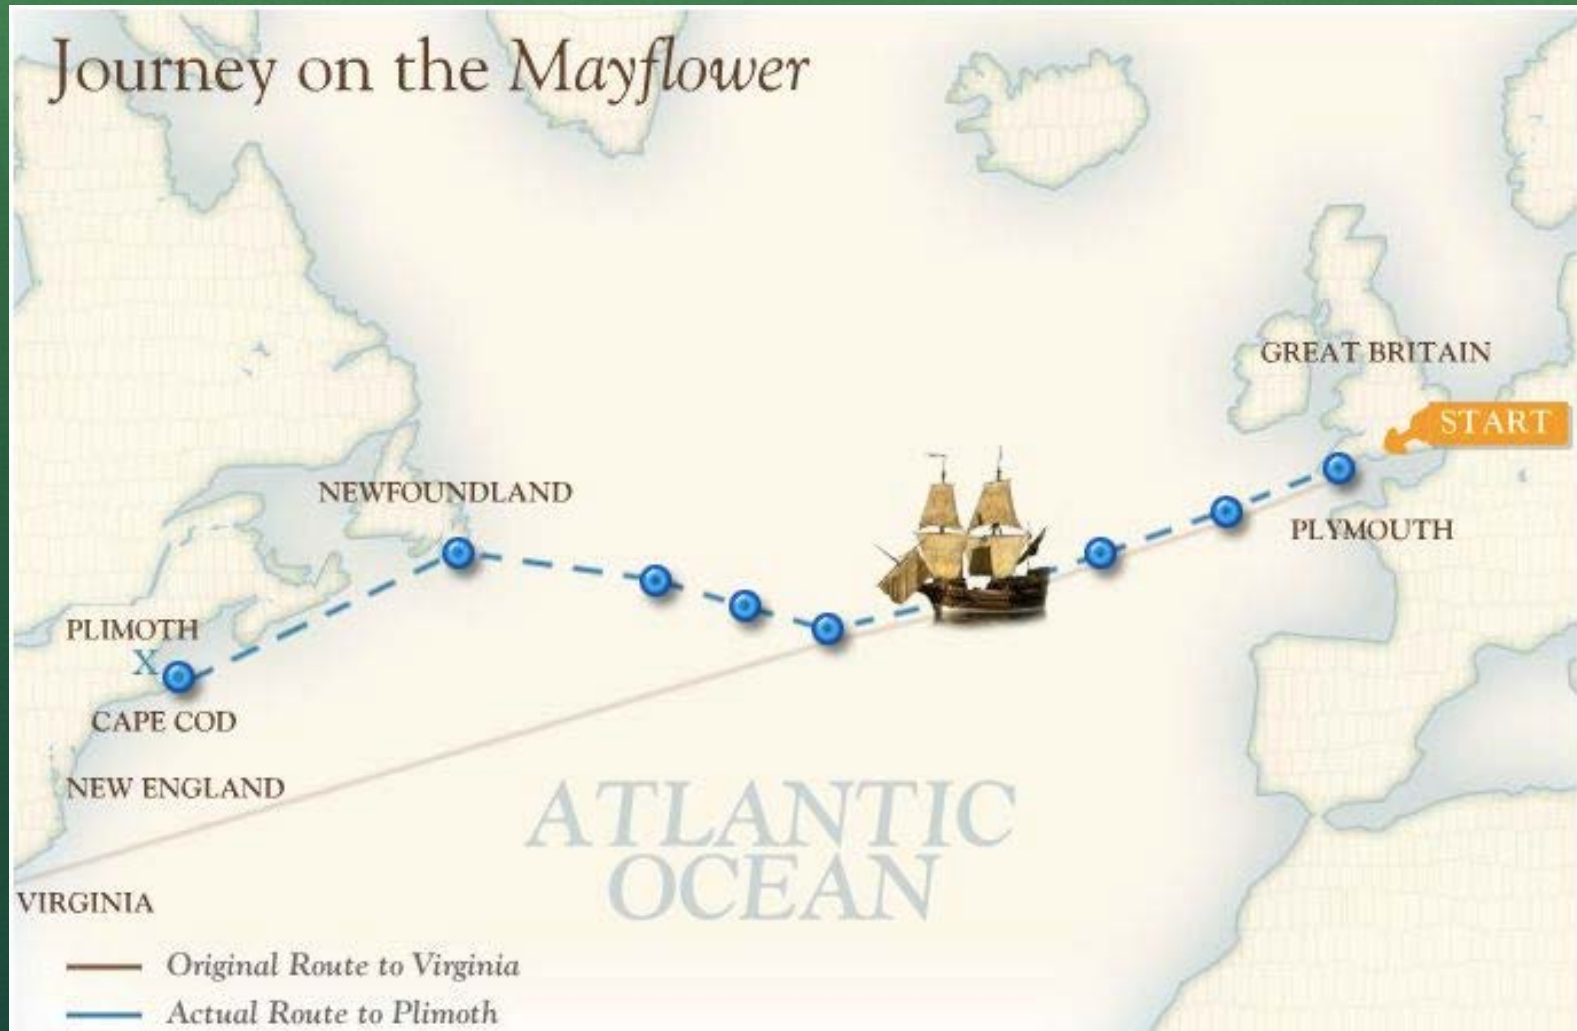 Journey on the Mayflower
GREAT BRITAIN
START
NEWFOUNDLAND
PLYMOUTH
PLIMOTH
X
CAPE COD
NEW ENGLAND
ATLANTIC
OCEAN
VIRGINIA
Original Route to Virginia
Actual Route to Plimoth